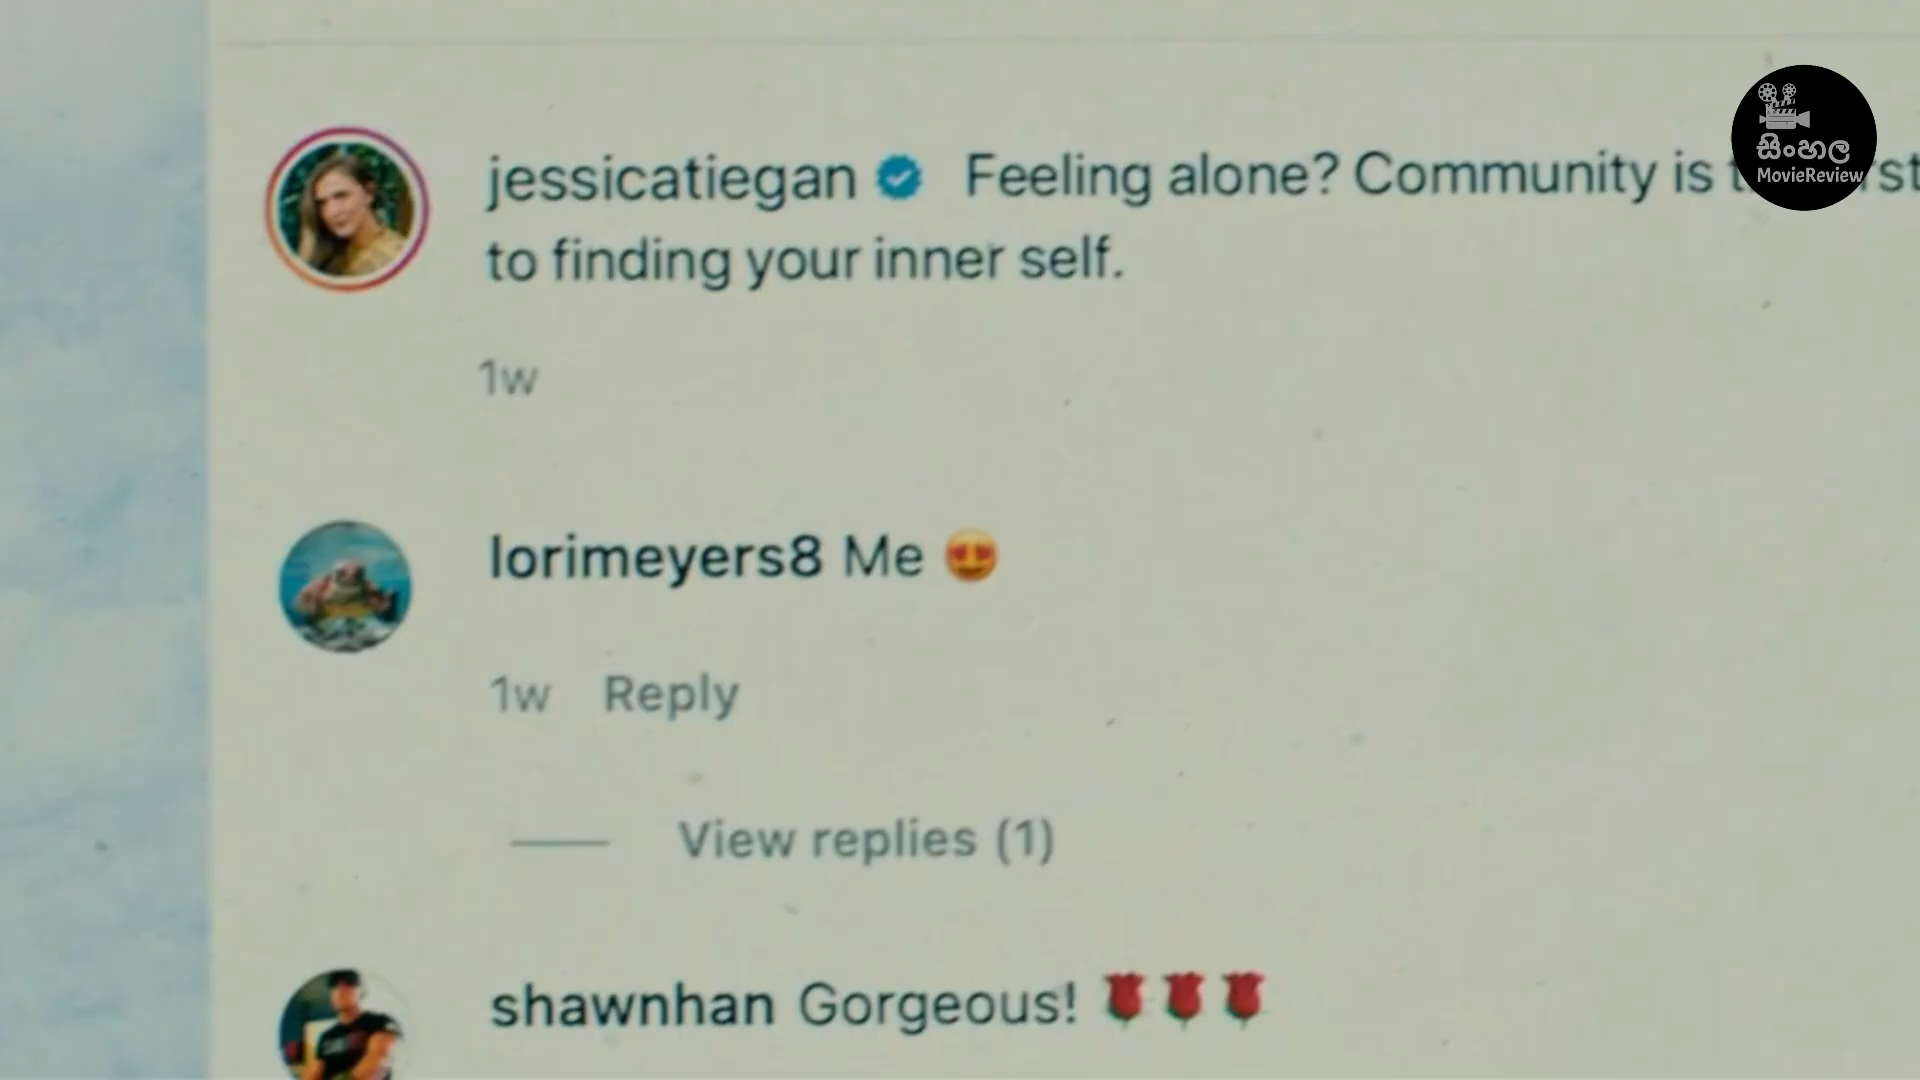 jessicatiegan Feeling alone? Community is
to finding your inner self.
1w
lorimeyers8 Me 😍
1w Reply
View replies (1)
shawnhan Gorgeous! 🌹🌹🌹
සිංහල
MovieReview